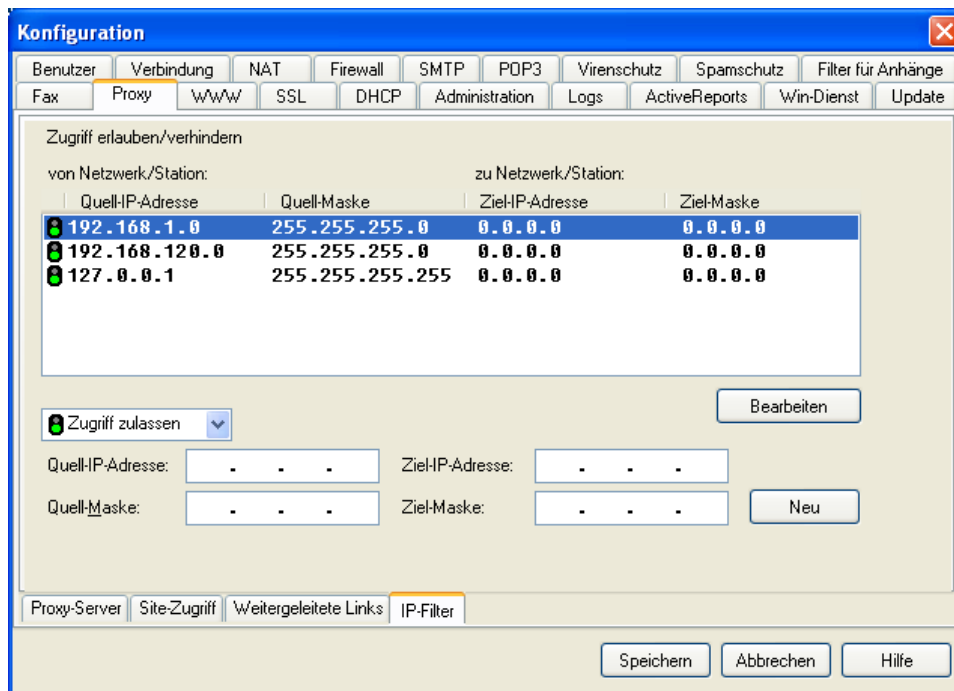 Konfiguration
Benutzer Verbindung NAT Firewall SMTP POP3 Virenschutz Spamschutz Filter für Anhänge
Fax Proxy WWW SSL DHCP Administration Logs ActiveReports Win-Dienst Update
Zugriff erlauben/verhindern
von Netzwerk/Station: zu Netzwerk/Station:
Quell-IP-Adresse Quell-Maske Ziel-IP-Adresse Ziel-Maske
192.168.1.0 255.255.255.0 0.0.0.0 0.0.0.0
192.168.120.0 255.255.255.0 0.0.0.0 0.0.0.0
127.0.0.1 255.255.255.255 0.0.0.0 0.0.0.0
Bearbeiten
Zugriff zulassen
Quell-IP-Adresse: . . . Ziel-IP-Adresse: . . .
Quell-Maske: . . . Ziel-Maske: . . . Neu
Proxy-Server Site-Zugriff Weitergeleitete Links IP-Filter
Speichern Abbrechen Hilfe